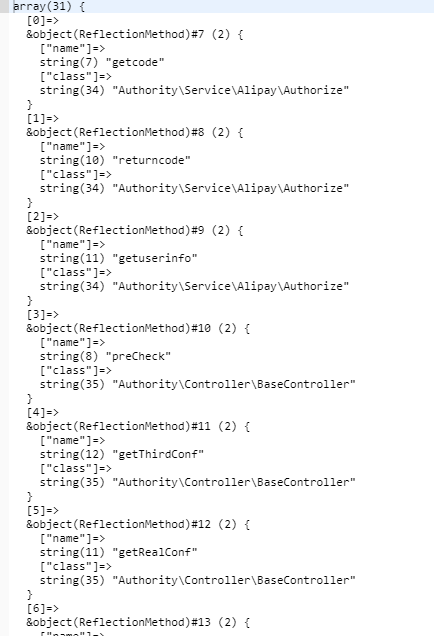 array(31) {
[0]=>
&object(ReflectionMethod)#7 (2) {
["name"]=>
string(7) "getcode"
["class"]=>
string(34) "Authority\Service\Alipay\Authorize"
}
[1]=>
&object(ReflectionMethod)#8 (2) {
["name"]=>
string(10) "returncode"
["class"]=>
string(34) "Authority\Service\Alipay\Authorize"
}
[2]=>
&object(ReflectionMethod)#9 (2) {
["name"]=>
string(11) "getuserinfo"
["class"]=>
string(34) "Authority\Service\Alipay\Authorize"
}
[3]=>
&object(ReflectionMethod)#10 (2) {
["name"]=>
string(8) "preCheck"
["class"]=>
string(35) "Authority\Controller\BaseController"
}
[4]=>
&object(ReflectionMethod)#11 (2) {
["name"]=>
string(12) "getThirdConf"
["class"]=>
string(35) "Authority\Controller\BaseController"
}
[5]=>
&object(ReflectionMethod)#12 (2) {
["name"]=>
string(11) "getRealConf"
["class"]=>
string(35) "Authority\Controller\BaseController"
}
[6]=>
&object(ReflectionMethod)#13 (2) {
["name"]=>